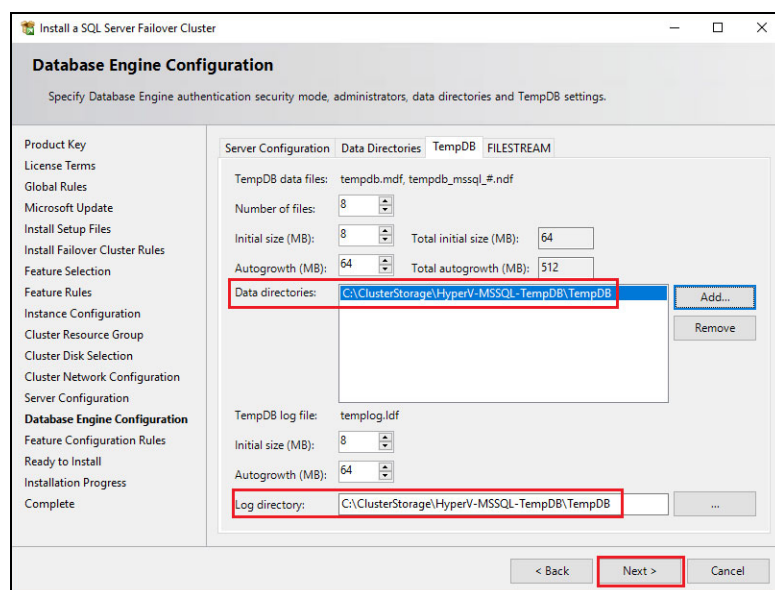 Install a SQL Server Failover Cluster
Database Engine Configuration
Specify Database Engine authentication security mode, administrators, data directories and TempDB settings.
Product Key
License Terms
Global Rules
Microsoft Update
Install Setup Files
Install Failover Cluster Rules
Feature Selection
Feature Rules
Instance Configuration
Cluster Resource Group
Cluster Disk Selection
Cluster Network Configuration
Server Configuration
Database Engine Configuration
Feature Configuration Rules
Ready to Install
Installation Progress
Complete
Server Configuration Data Directories TempDB FILESTREAM
TempDB data files: tempdb.mdf, tempdb_mssql_#.ndf
Number of files: 8
Initial size (MB): 8 Total initial size (MB): 64
Autogrowth (MB): 64 Total autogrowth (MB): 512
Data directories: C:\ClusterStorage\HyperV-MSSQL-TempDB\TempDB Add...
Remove
TempDB log file: templog.ldf
Initial size (MB): 8
Autogrowth (MB): 64
Log directory: C:\ClusterStorage\HyperV-MSSQL-TempDB\TempDB ...
< Back Next > Cancel